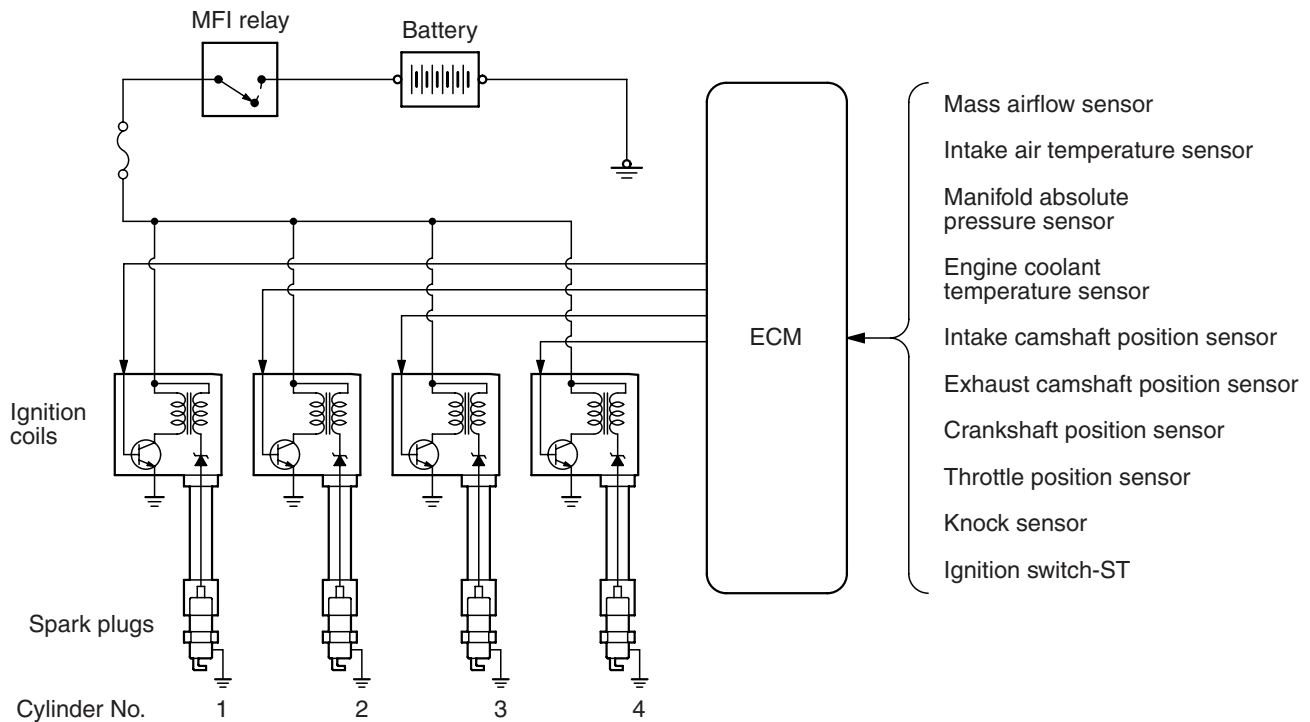 MFI relay
Battery
Mass airflow sensor
Intake air temperature sensor
Manifold absolute
pressure sensor
Engine coolant
temperature sensor
ECM
Intake camshaft position sensor
Exhaust camshaft position sensor
Ignition
coils
Crankshaft position sensor
Throttle position sensor
Knock sensor
Ignition switch-ST
Spark plugs
Cylinder No. 1 2 3 4